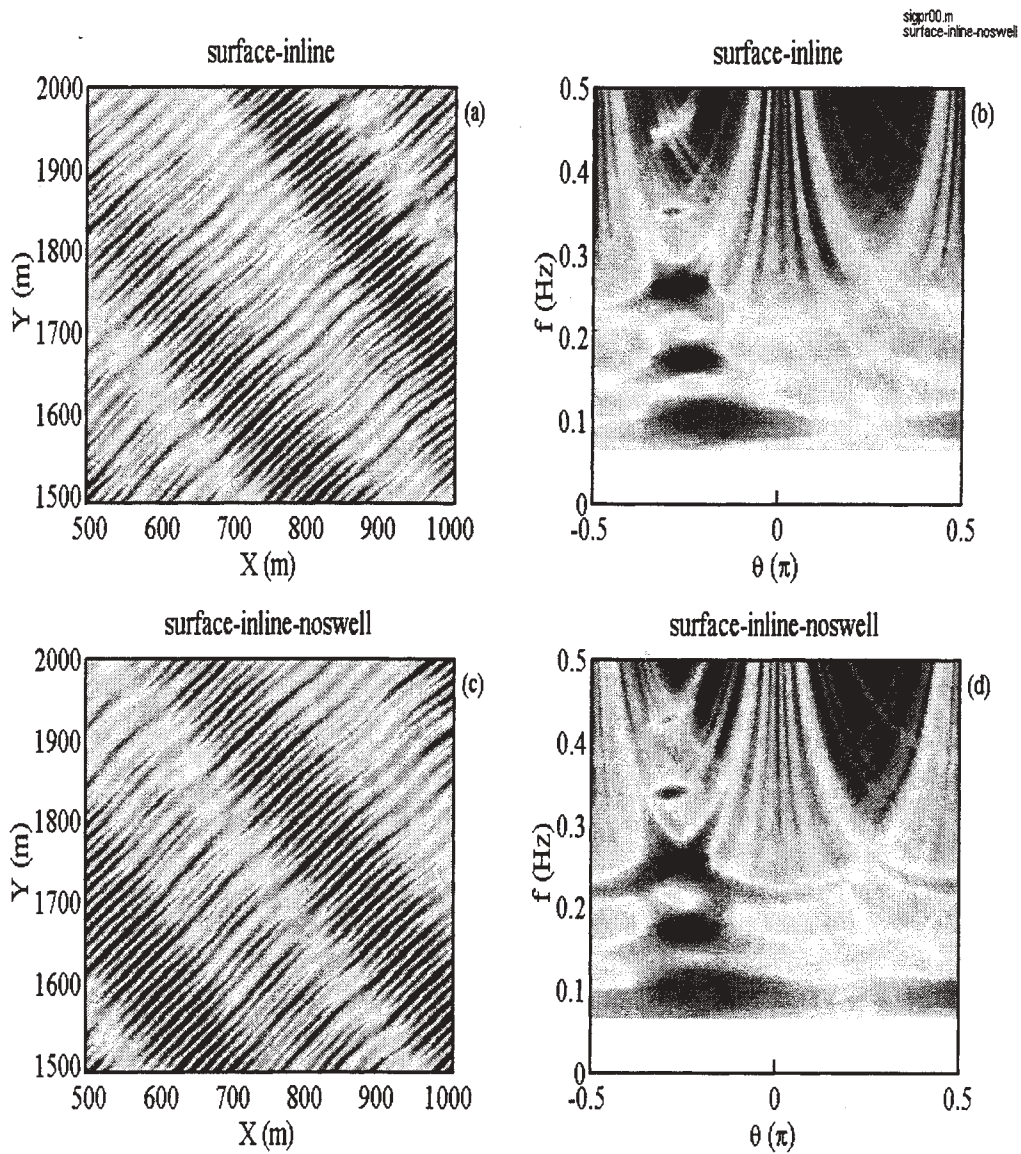 sigpr00.m
surface-inline-noswell
surface-inline
surface-inline
2000
1900
1800
1700
1600
1500
Y (m)
500
600
700
800
900
1000
X (m)
(a)
0.5
0.4
0.3
0.2
0.1
0
f (Hz)
-0.5
0
0.5
θ (π)
(b)
surface-inline-noswell
surface-inline-noswell
2000
1900
1800
1700
1600
1500
Y (m)
500
600
700
800
900
1000
X (m)
(c)
0.5
0.4
0.3
0.2
0.1
0
f (Hz)
-0.5
0
0.5
θ (π)
(d)